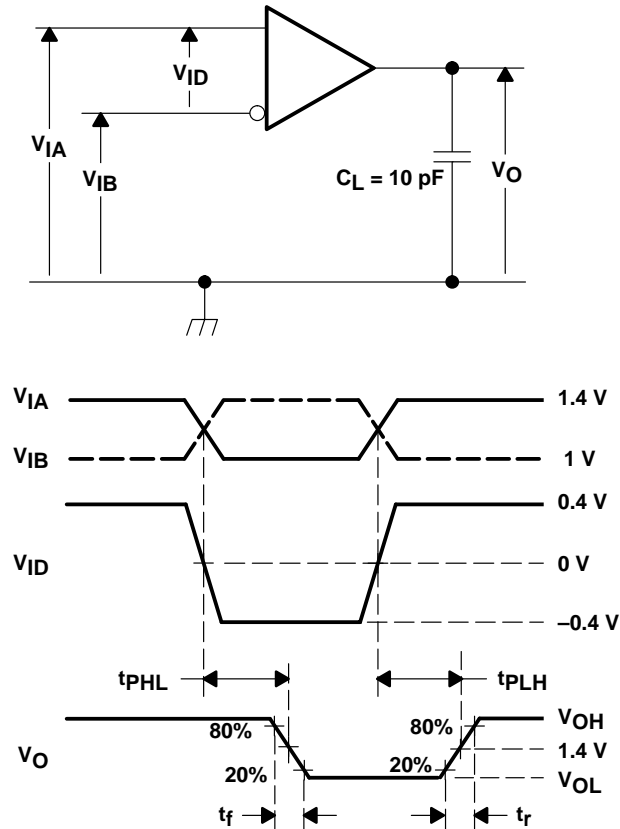 VID
VIA
VIB
CL = 10 pF
VO
VIA
1.4 V
VIB
1 V
0.4 V
VID
0 V
–0.4 V
tPHL
tPLH
VO
80%
80%
VOH
1.4 V
20%
20%
VOL
tf
tr